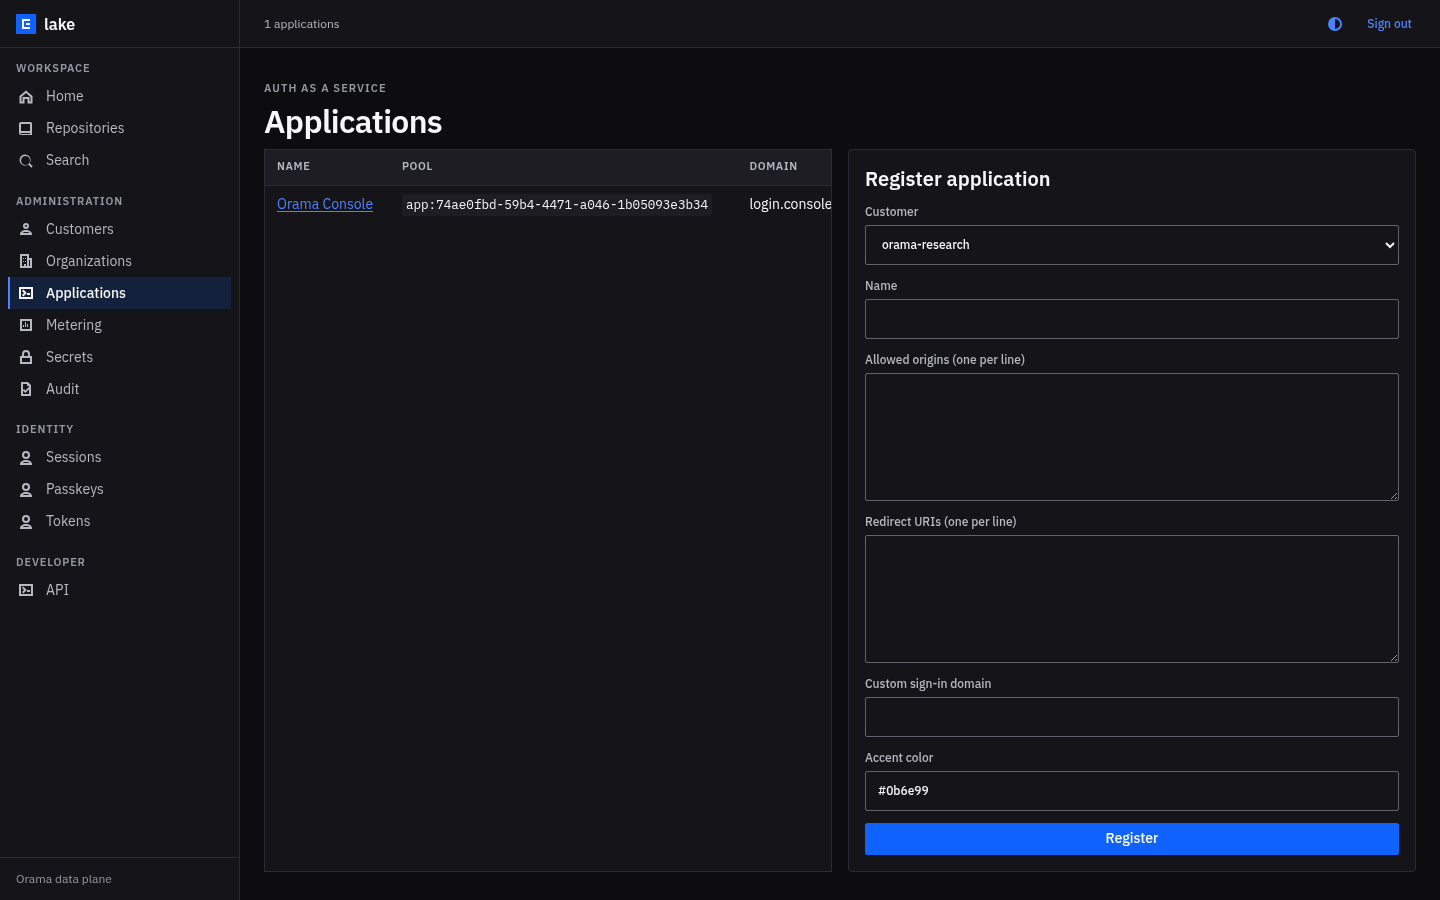 lake
1 applications
Sign out
WORKSPACE
Home
Repositories
Search
ADMINISTRATION
Customers
Organizations
Applications
Metering
Secrets
Audit
IDENTITY
Sessions
Passkeys
Tokens
DEVELOPER
API
Orama data plane
AUTH AS A SERVICE
Applications
NAME POOL DOMAIN
Orama Console app:74ae0fbd-59b4-4471-a046-1b05093e3b34 login.console
Register application
Customer
orama-research
Name
Allowed origins (one per line)
Redirect URIs (one per line)
Custom sign-in domain
Accent color
#0b6e99
Register